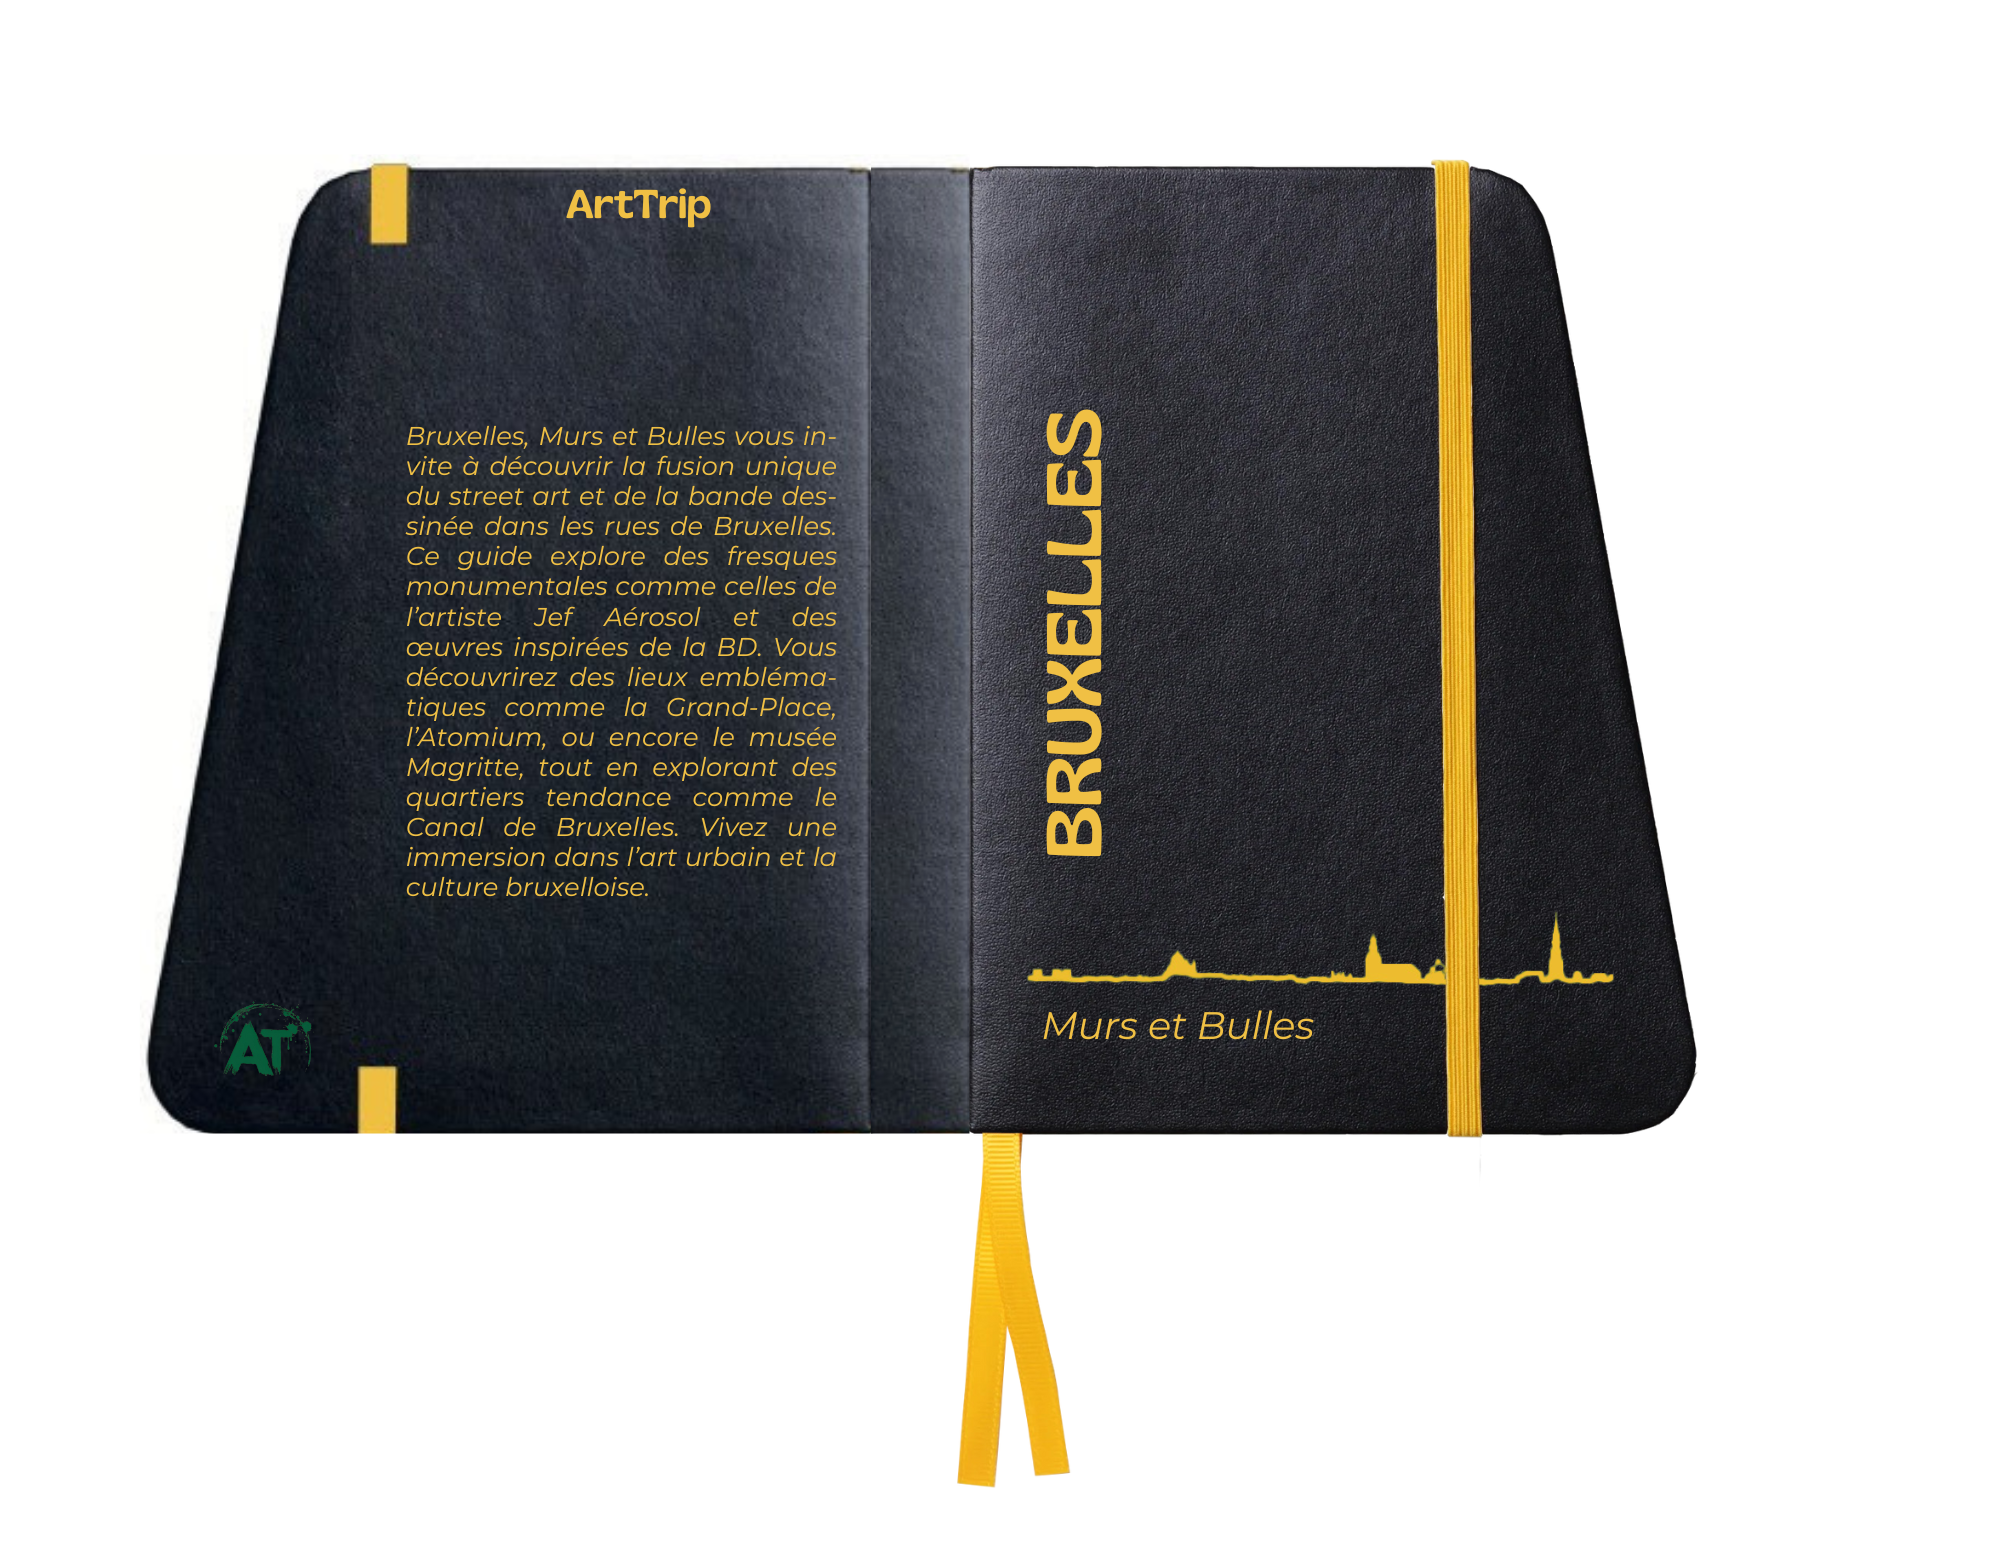 ArtTrip
Bruxelles, Murs et Bulles vous in-
vite à découvrir la fusion unique
du street art et de la bande des-
sinée dans les rues de Bruxelles.
Ce guide explore des fresques
monumentales comme celles de
l’artiste Jef Aérosol et des
œuvres inspirées de la BD. Vous
découvrirez des lieux embléma-
tiques comme la Grand-Place,
l’Atomium, ou encore le musée
Magritte, tout en explorant des
quartiers tendance comme le
Canal de Bruxelles. Vivez une
immersion dans l’art urbain et la
culture bruxelloise.
AT
BRUXELLES
Murs et Bulles